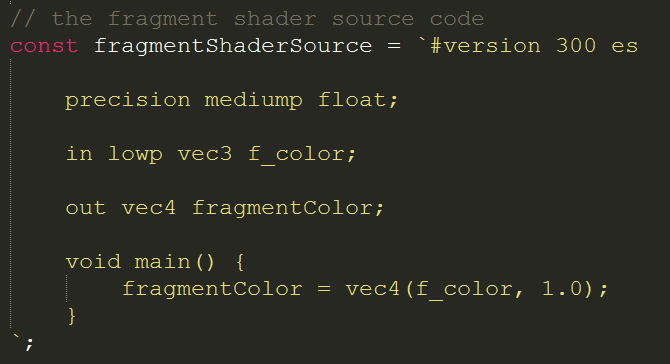 // the fragment shader source code
const fragmentShaderSource = `#version 300 es
precision mediump float;
in lowp vec3 f_color;
out vec4 fragmentColor;
void main() {
fragmentColor = vec4(f_color, 1.0);
}
`;